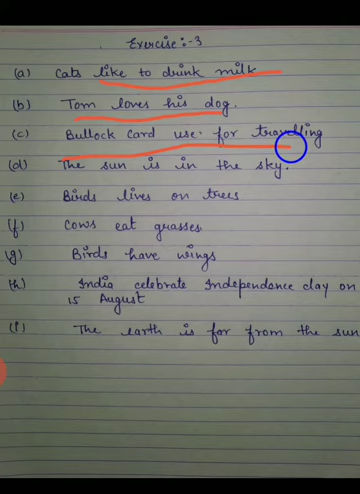 Exercise:-3
(a) Cats like to drink milk
(b) Tom loves his dog.
(c) Bullock card use. for travelling
(d) The sun is in the sky.
(e) Birds lives on trees
(f) Cows eat grasses
(g) Birds have wings
(h) India celebrate Independance day on
15 August
(i) The earth is far from the sun